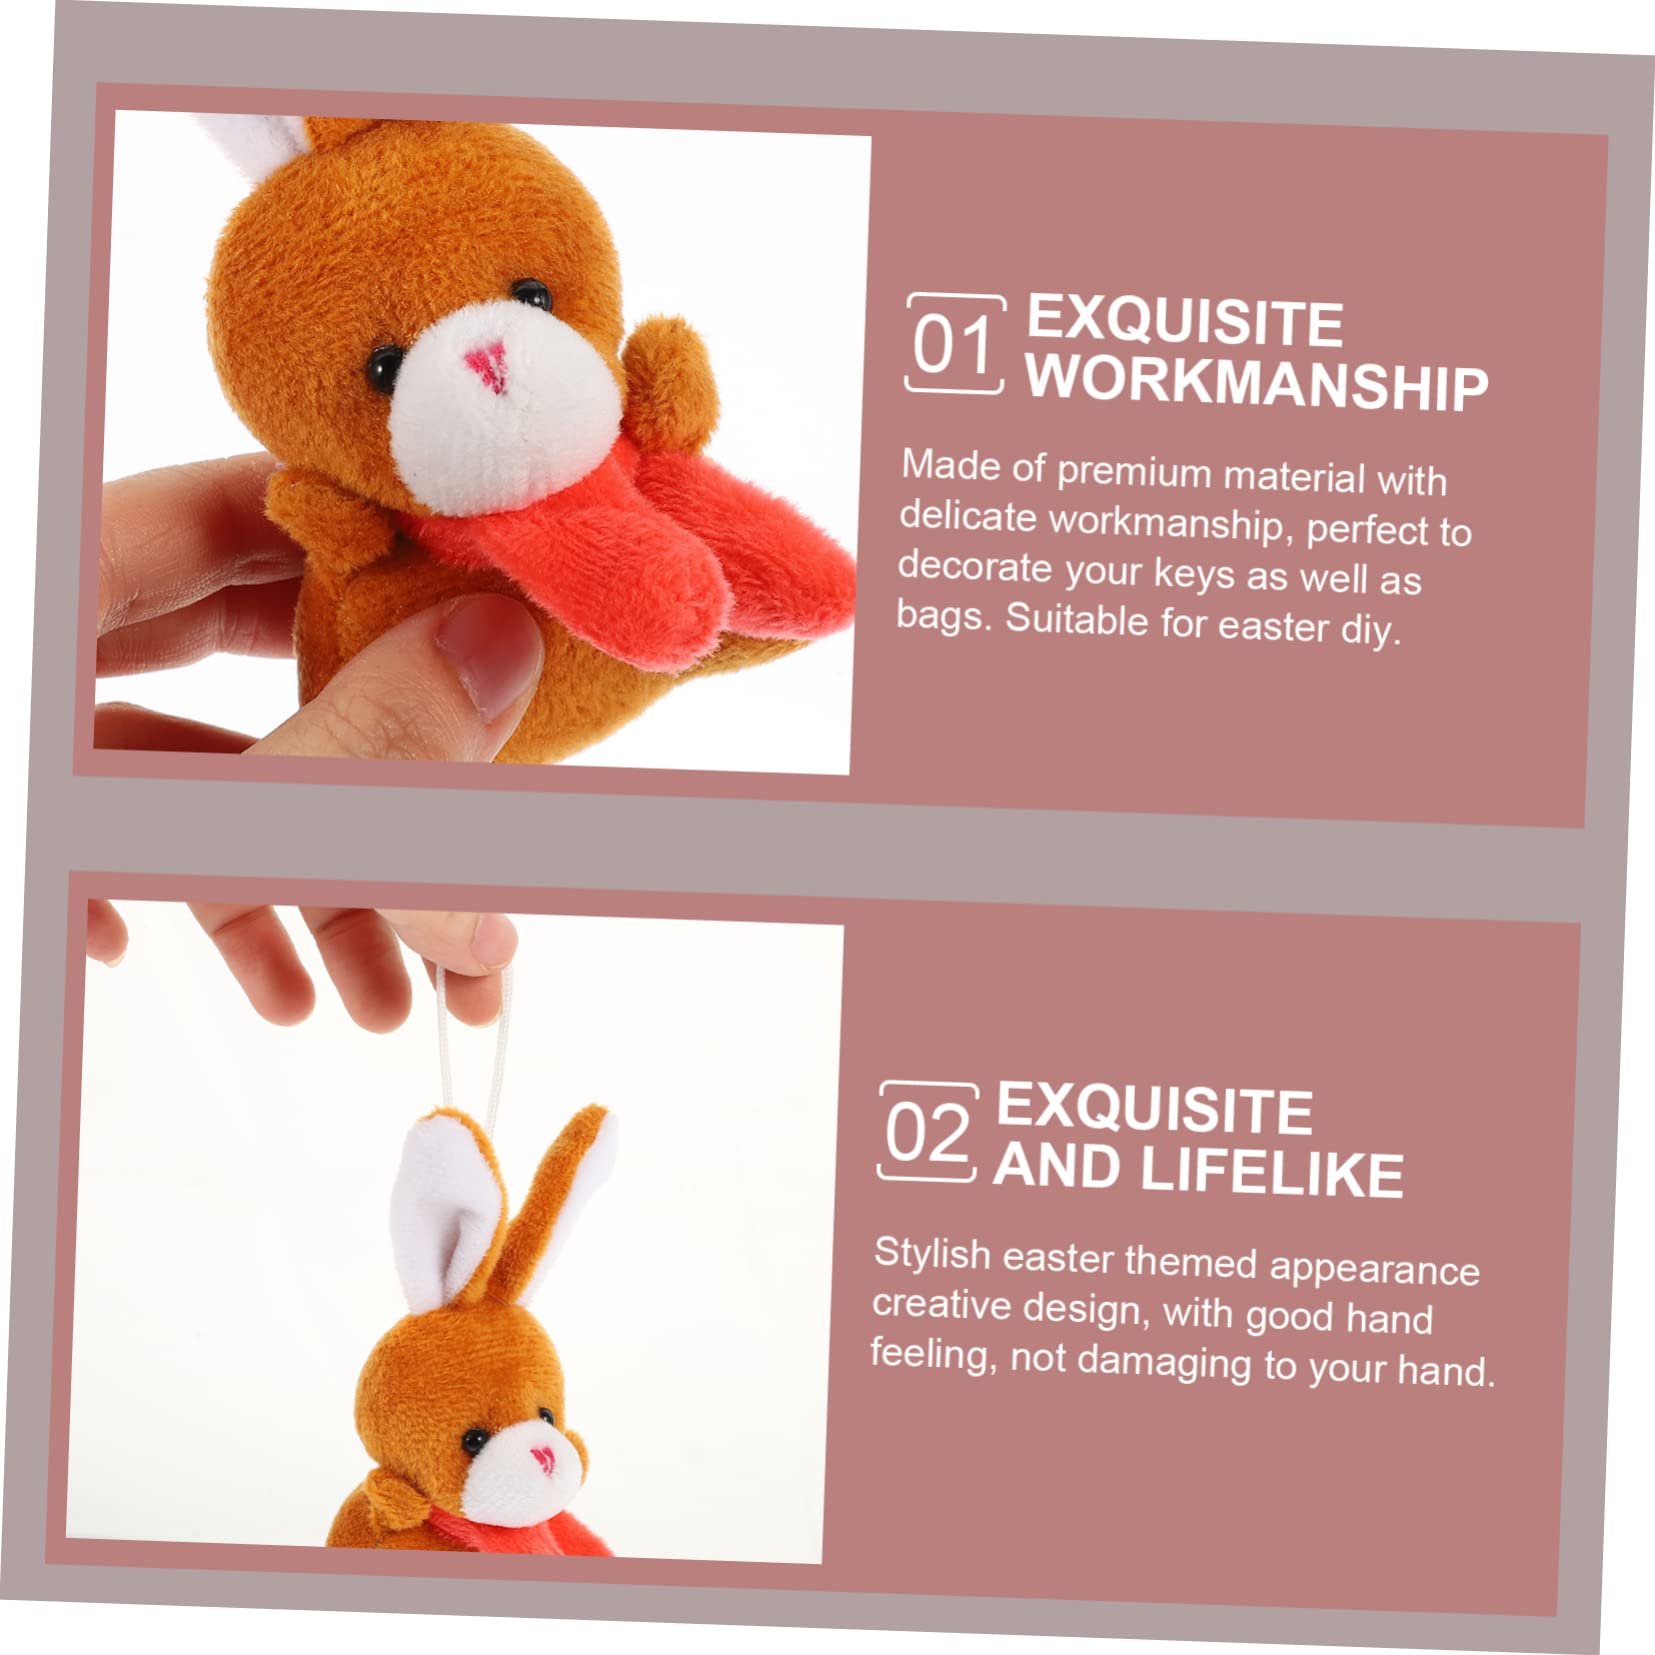 01 EXQUISITE
WORKMANSHIP
Made of premium material with
delicate workmanship, perfect to
decorate your keys as well as
bags. Suitable for easter diy.
02 EXQUISITE
AND LIFELIKE
Stylish easter themed appearance
creative design, with good hand
feeling, not damaging to your hand.